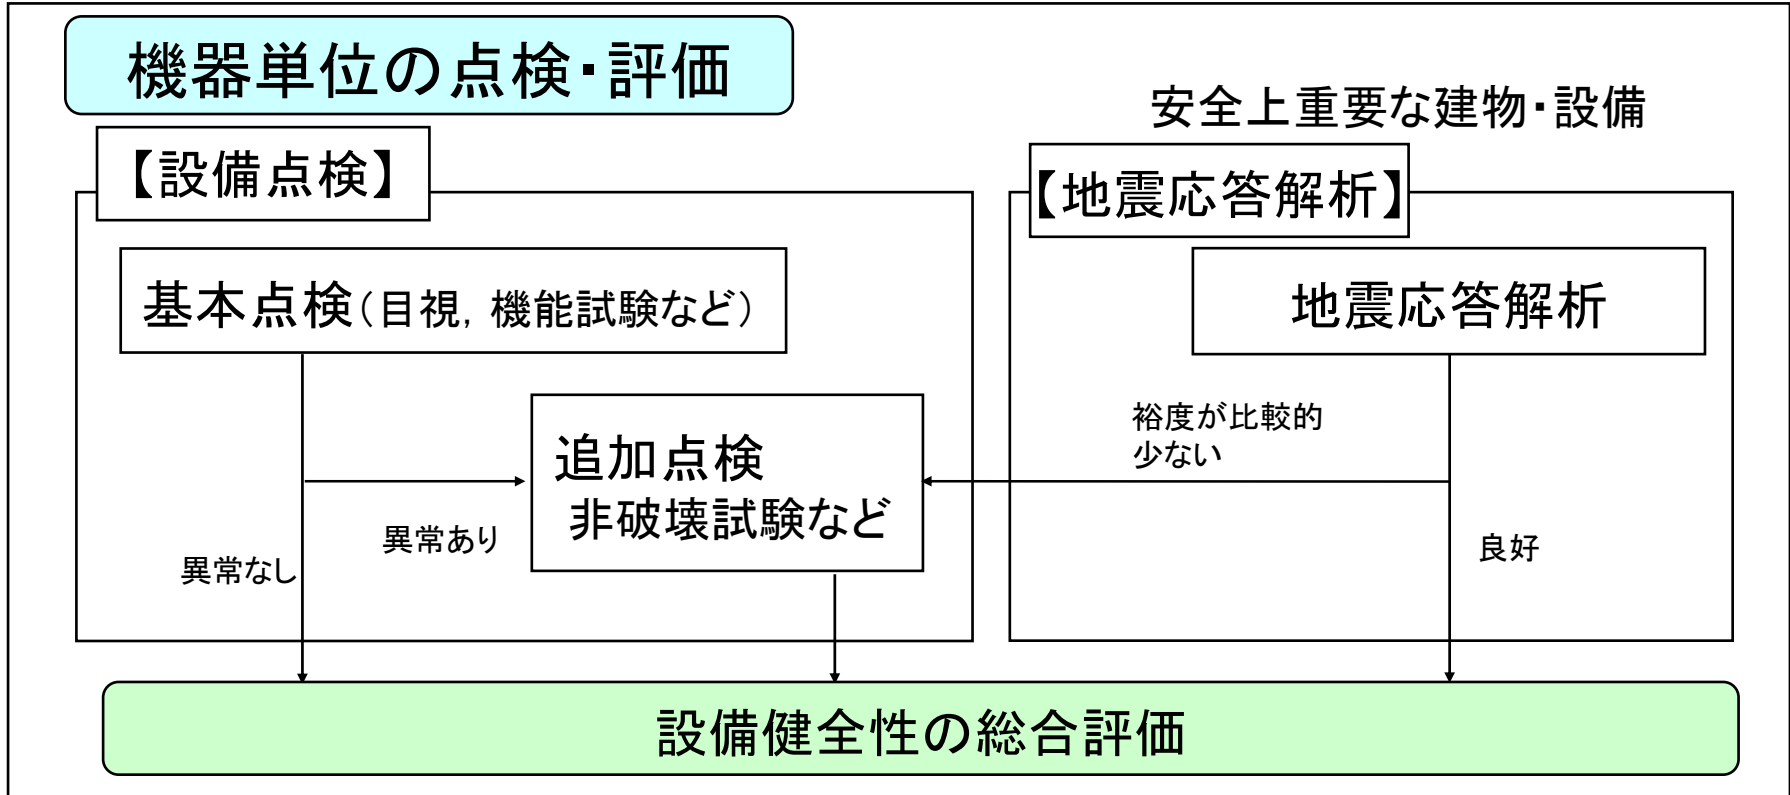 機器単位の点検・評価
安全上重要な建物・設備
【設備点検】
【地震応答解析】
基本点検(目視，機能試験など)
地震応答解析
裕度が比較的
少ない
追加点検
非破壊試験など
異常あり
異常なし
良好
設備健全性の総合評価